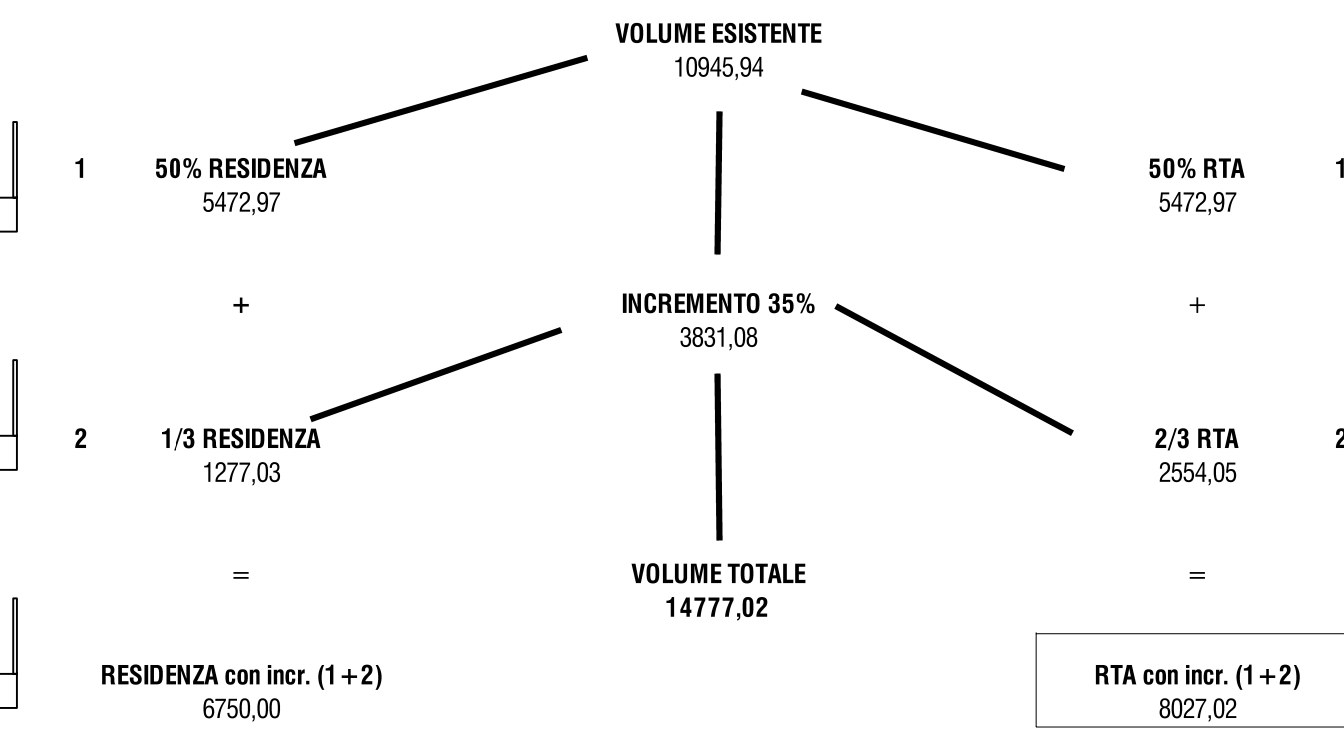 VOLUME ESISTENTE
10945,94
1 50% RESIDENZA
5472,97
50% RTA 1
5472,97
+
INCREMENTO 35%
3831,08
+
2 1/3 RESIDENZA
1277,03
2/3 RTA 2
2554,05
=
VOLUME TOTALE
14777,02
=
RESIDENZA con incr. (1+2)
6750,00
RTA con incr. (1+2)
8027,02